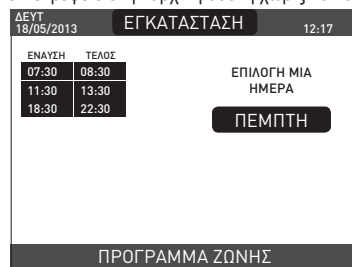 ΔΕΥΤ
18/05/2013
ΕΓΚΑΤΑΣΤΑΣΗ
12:17
ΕΝΑΥΣΗ ΤΕΛΟΣ
07:30 08:30
11:30 13:30
18:30 22:30
ΕΠΙΛΟΓΗ ΜΙΑ
ΗΜΕΡΑ
ΠΕΜΠΤΗ
ΠΡΟΓΡΑΜΜΑ ΖΩΝΗΣ